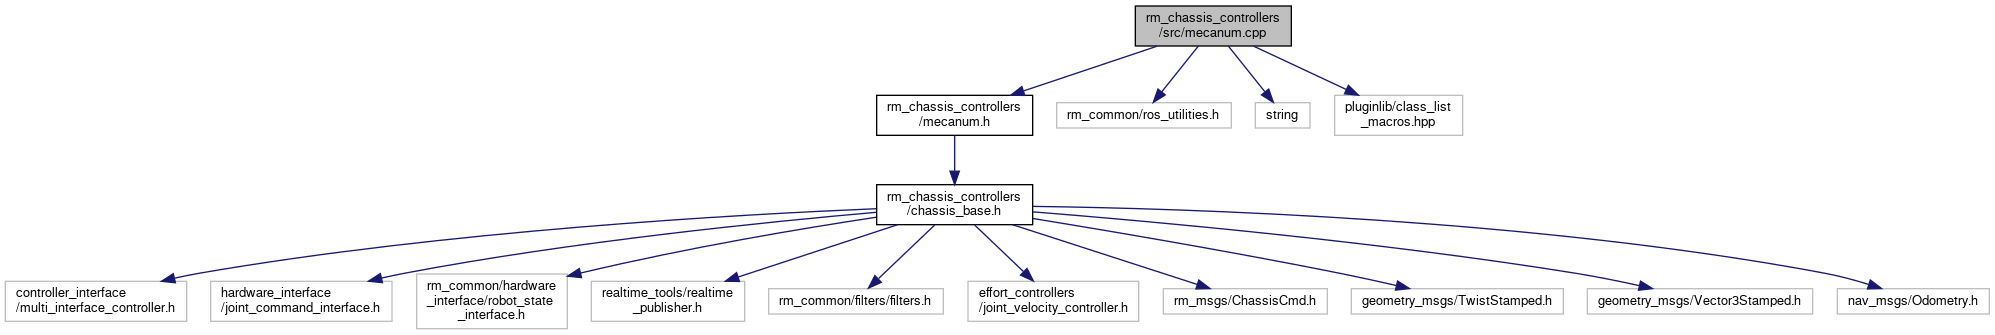 rm_chassis_controllers
/src/mecanum.cpp
rm_chassis_controllers
/mecanum.h
rm_common/ros_utilities.h
string
pluginlib/class_list
_macros.hpp
rm_chassis_controllers
/chassis_base.h
controller_interface
/multi_interface_controller.h
hardware_interface
/joint_command_interface.h
rm_common/hardware
_interface/robot_state
_interface.h
realtime_tools/realtime
_publisher.h
rm_common/filters/filters.h
effort_controllers
/joint_velocity_controller.h
rm_msgs/ChassisCmd.h
geometry_msgs/TwistStamped.h
geometry_msgs/Vector3Stamped.h
nav_msgs/Odometry.h